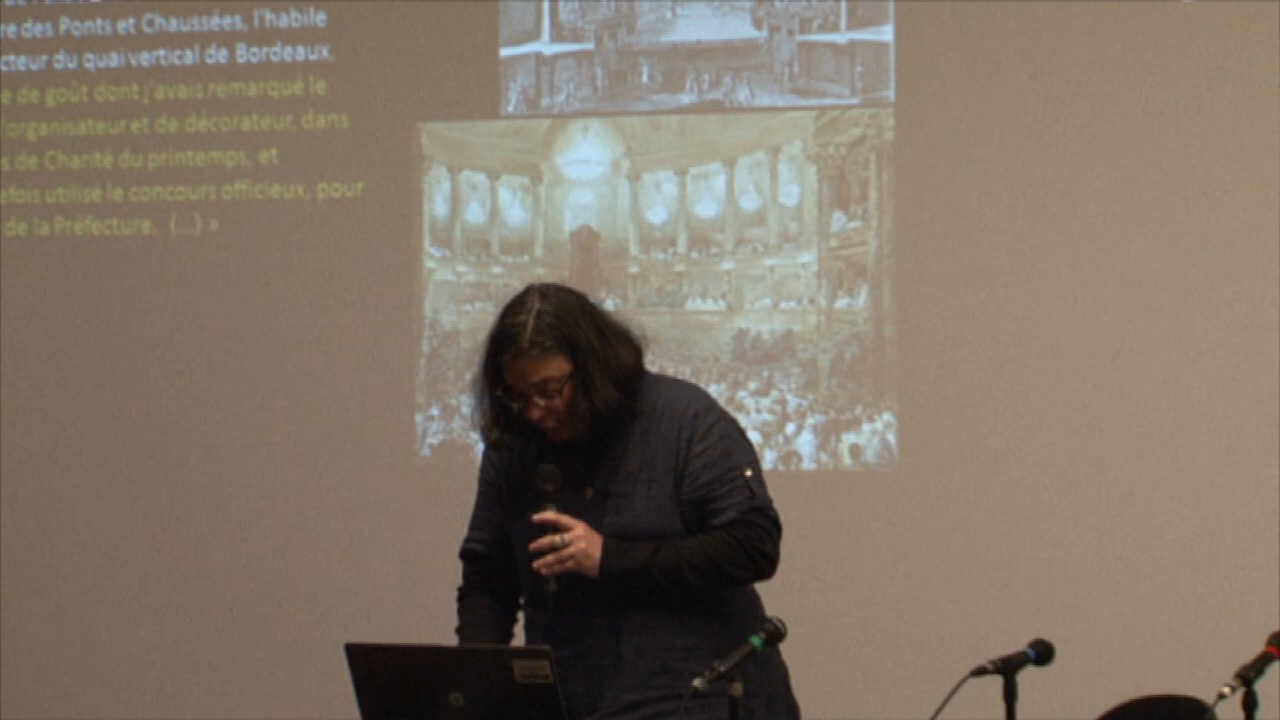 re des Ponts et Chaussées, l'habile
cteur du quai vertical de Bordeaux.
e de goût dont j'avais remarqué le
l'organisateur et de décorateur, dans
s de Charité du printemps, et
efois utilisé le concours officieux, pour
de la Préfecture. (...) »